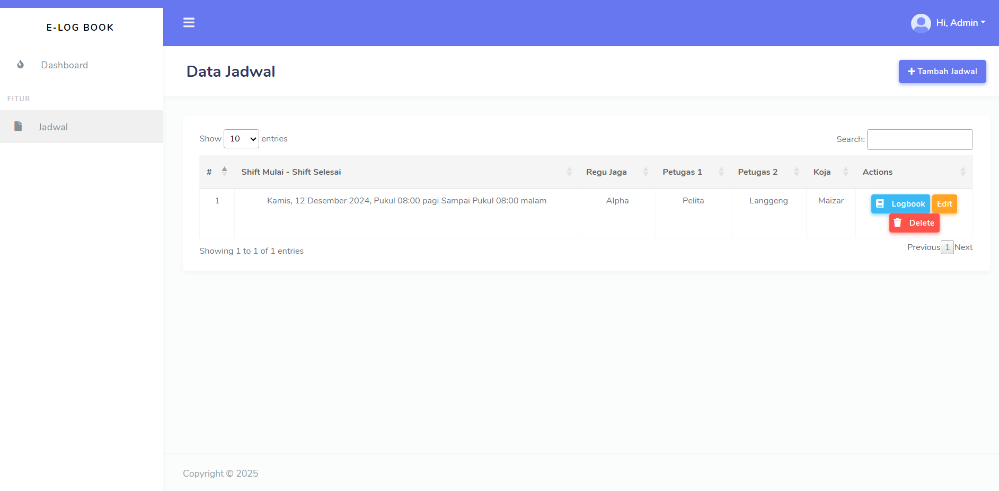 E-LOG BOOK
Hi, Admin
Dashboard
FITUR
Jadwal
Data Jadwal
Tambah Jadwal
Show 10 entries
Search:
# Shift Mulai - Shift Selesai Regu Jaga Petugas 1 Petugas 2 Koja Actions
1 Kamis, 12 Desember 2024, Pukul 08:00 pagi Sampai Pukul 08:00 malam Alpha Pelita Langgeng Maizar Logbook Edit
Delete
Showing 1 to 1 of 1 entries
Previous 1 Next
Copyright © 2025